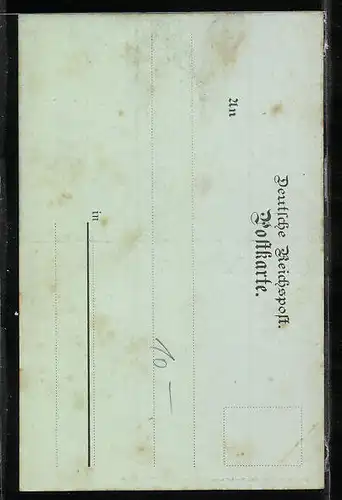 Deutsche Reichspost.
Postkarte.
An
in
10 —